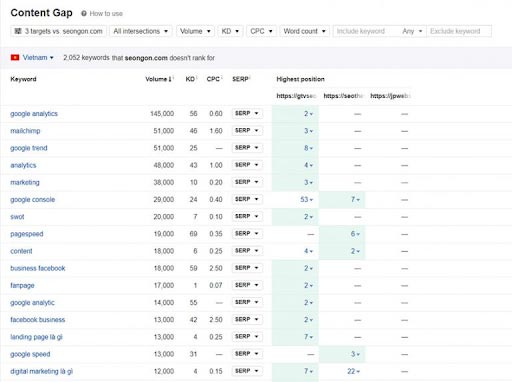 Content Gap How to use
3 targets vs seongon.com All intersections Volume KD CPC Word count Include keyword Any Exclude keyword
Vietnam 2,052 keywords that seongon.com doesn't rank for
Keyword Volume KD CPC SERP Highest position
https://gtvseo https://seothe https://jpwebs
google analytics 145,000 56 0.60 SERP 2 — —
mailchimp 51,000 46 1.60 SERP 3 — —
google trend 51,000 25 — SERP 8 — —
analytics 48,000 43 1.00 SERP 4 — —
marketing 38,000 10 0.20 SERP 3 — —
google console 29,000 24 0.40 SERP 53 7 —
swot 20,000 7 0.10 SERP 2 — —
pagespeed 19,000 69 0.35 SERP — 6 —
content 18,000 6 0.25 SERP 4 2 —
business facebook 18,000 59 2.50 SERP 2 — —
fanpage 17,000 1 0.07 SERP 2 — —
google analytic 14,000 55 — SERP 2 — —
facebook business 13,000 42 2.50 SERP 2 — —
landing page là gì 13,000 4 0.25 SERP 7 — —
google speed 13,000 31 — SERP — 3 —
digital marketing là gì 12,000 4 0.15 SERP 7 22 —